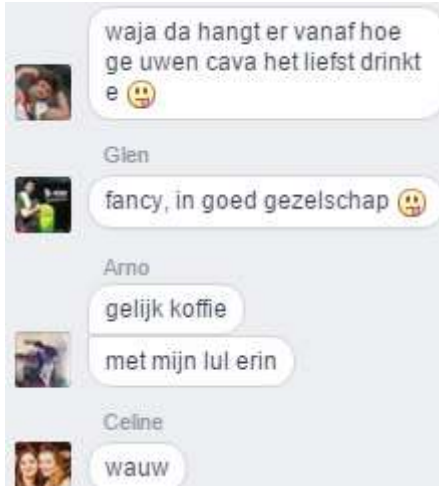 waja da hangt er vanaf hoe
ge uwen cava het liefst drinkt
e 😜
Glen
fancy, in goed gezelschap 😜
Arno
gelijk koffie
met mijn lul erin
Celine
wauw